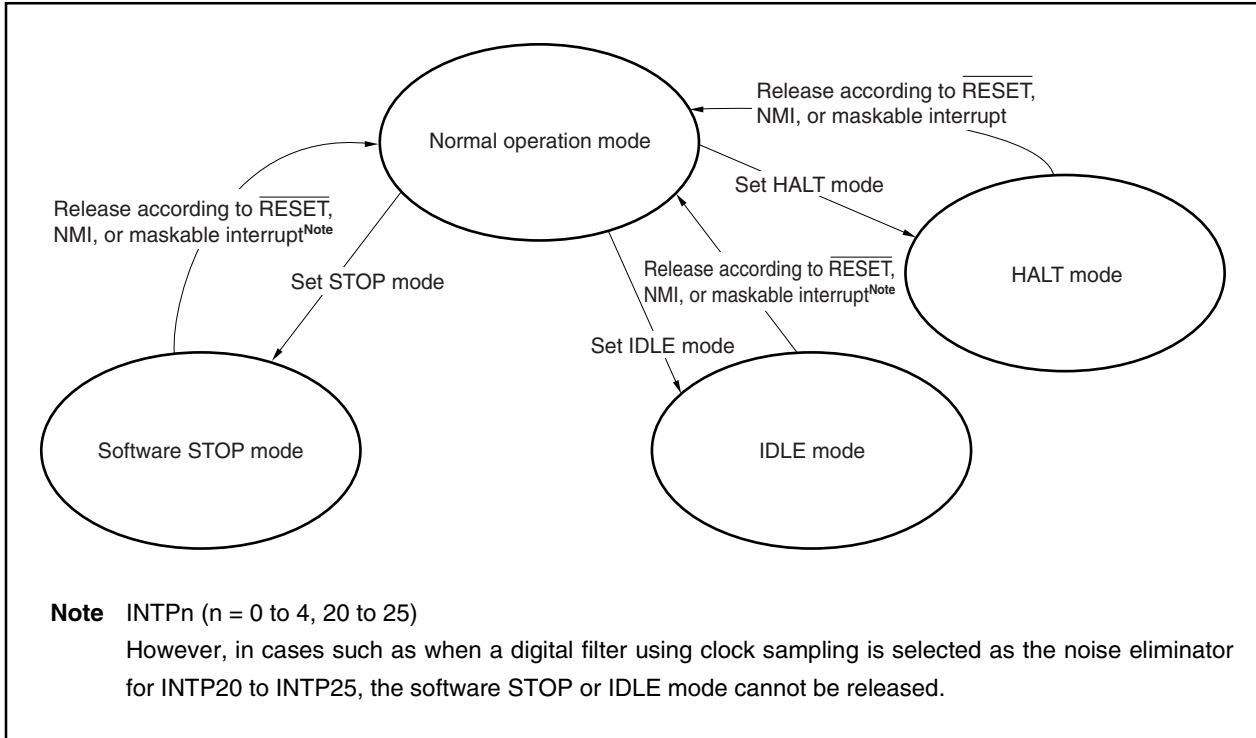 Normal operation mode
Release according to RESET,
NMI, or maskable interrupt
Set HALT mode
HALT mode
Release according to RESET,
NMI, or maskable interruptNote
Set STOP mode
Release according to RESET,
NMI, or maskable interruptNote
Set IDLE mode
Software STOP mode
IDLE mode
Note INTPn (n = 0 to 4, 20 to 25)
However, in cases such as when a digital filter using clock sampling is selected as the noise eliminator
for INTP20 to INTP25, the software STOP or IDLE mode cannot be released.